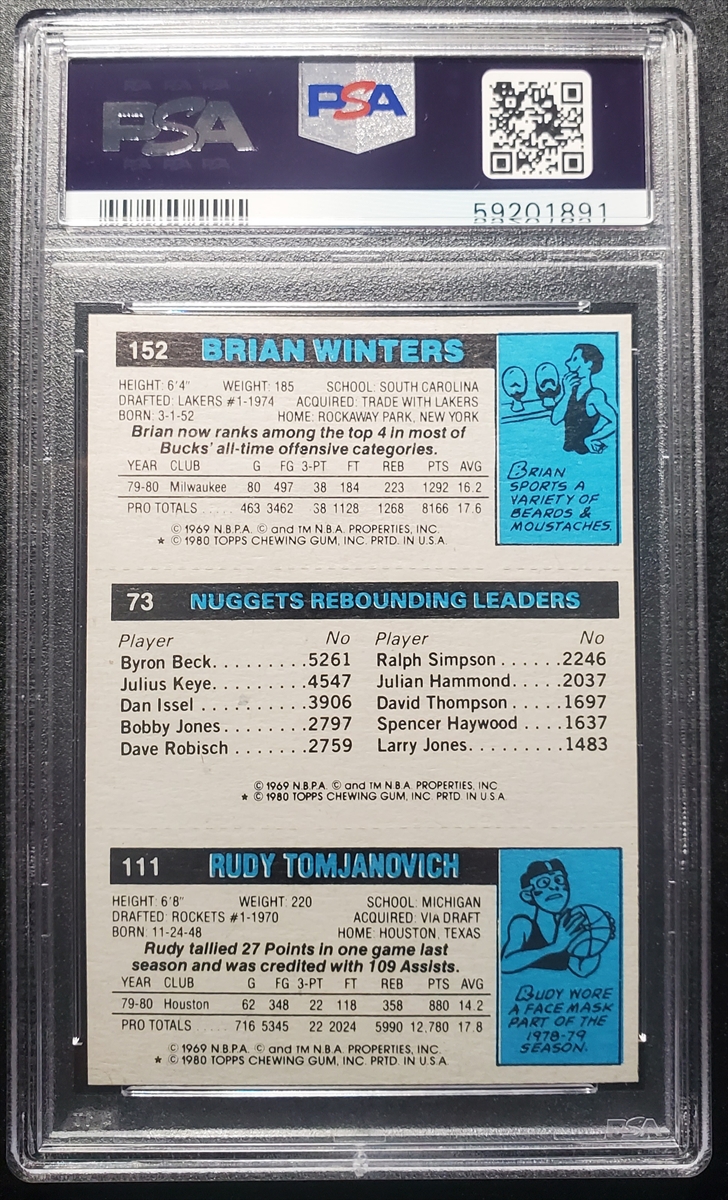 PSA
PSA
59201891
152 BRIAN WINTERS
HEIGHT: 6'4" WEIGHT: 185 SCHOOL: SOUTH CAROLINA
DRAFTED: LAKERS #1-1974 ACQUIRED: TRADE WITH LAKERS
BORN: 3-1-52 HOME: ROCKAWAY PARK, NEW YORK
Brian now ranks among the top 4 in most of
Bucks' all-time offensive categories.
YEAR CLUB G FG 3-PT FT REB PTS AVG
79-80 Milwaukee 80 497 38 184 223 1292 16.2
PRO TOTALS ..... 463 3462 38 1128 1268 8166 17.6
© 1969 N.B.P.A. © and TM N.B.A. PROPERTIES, INC.
★ © 1980 TOPPS CHEWING GUM, INC. PRTD. IN U.S.A.
BRIAN
SPORTS A
VARIETY OF
BEARDS &
MOUSTACHES.
73 NUGGETS REBOUNDING LEADERS
Player No Player No
Byron Beck.........5261 Ralph Simpson ......2246
Julius Keye.........4547 Julian Hammond.....2037
Dan Issel ..........3906 David Thompson .....1697
Bobby Jones........2797 Spencer Haywood ....1637
Dave Robisch .......2759 Larry Jones.........1483
© 1969 N.B.P.A. © and TM N.B.A. PROPERTIES, INC.
★ © 1980 TOPPS CHEWING GUM, INC. PRTD. IN U.S.A.
111 RUDY TOMJANOVICH
HEIGHT: 6'8" WEIGHT: 220 SCHOOL: MICHIGAN
DRAFTED: ROCKETS #1-1970 ACQUIRED: VIA DRAFT
BORN: 11-24-48 HOME: HOUSTON, TEXAS
Rudy tallied 27 Points in one game last
season and was credited with 109 Assists.
YEAR CLUB G FG 3-PT FT REB PTS AVG
79-80 Houston 62 348 22 118 358 880 14.2
PRO TOTALS ..... 716 5345 22 2024 5990 12,780 17.8
© 1969 N.B.P.A. © and TM N.B.A. PROPERTIES, INC.
★ © 1980 TOPPS CHEWING GUM, INC. PRTD. IN U.S.A.
RUDY WORE
A FACE MASK
PART OF THE
1978-79
SEASON.
PSA